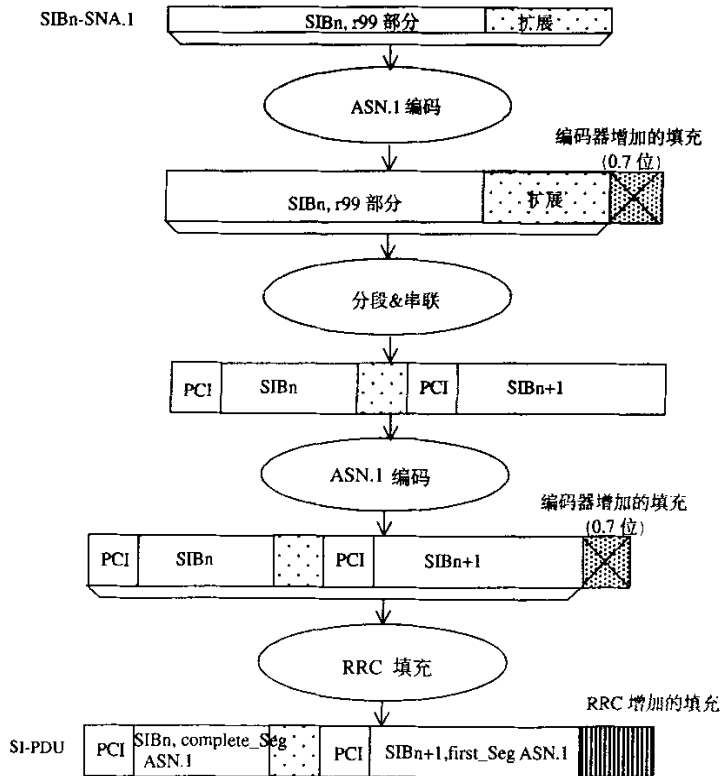 SIBn-SNA.1
SIBn, r99 部分
扩展
ASN.1 编码
编码器增加的填充
(0.7 位)
SIBn, r99 部分
扩展
分段&串联
PCI
SIBn
PCI
SIBn+1
ASN.1 编码
编码器增加的填充
(0.7 位)
PCI
SIBn
PCI
SIBn+1
RRC 填充
RRC 增加的填充
SI-PDU
PCI
SIBn, complete_Seg
ASN.1
PCI
SIBn+1,first_Seg ASN.1